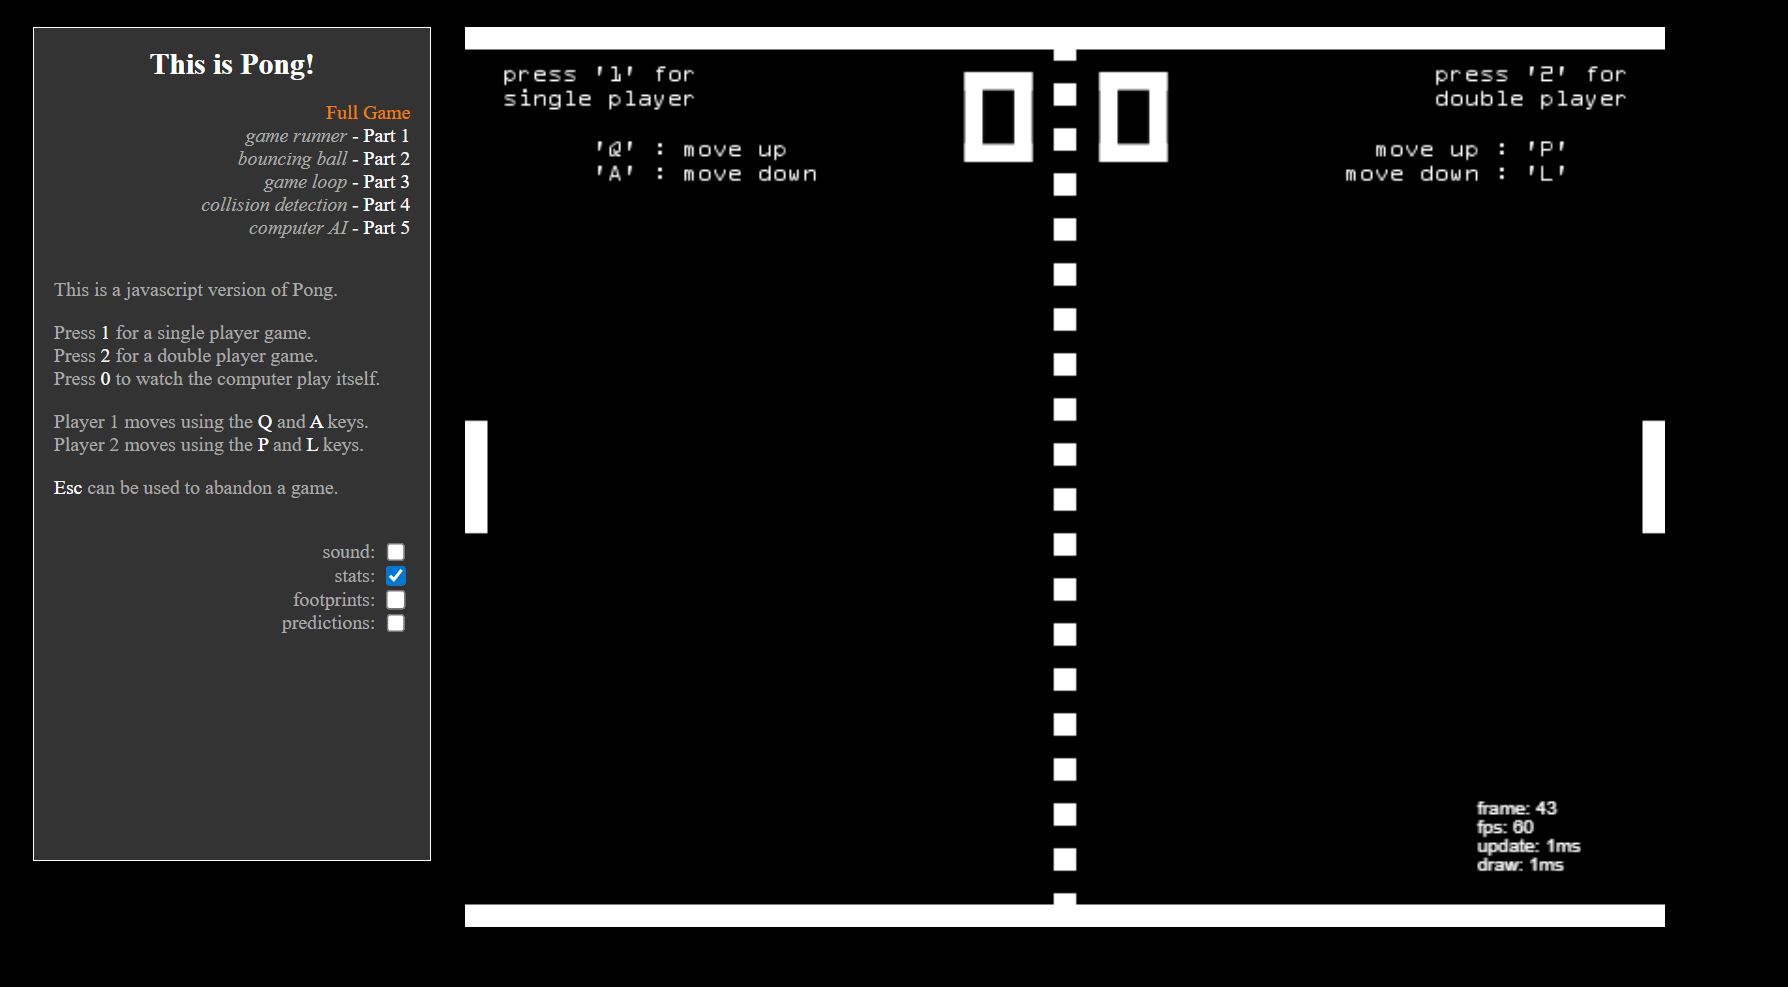 This is Pong!
Full Game
game runner - Part 1
bouncing ball - Part 2
game loop - Part 3
collision detection - Part 4
computer AI - Part 5
This is a javascript version of Pong.
Press 1 for a single player game.
Press 2 for a double player game.
Press 0 to watch the computer play itself.
Player 1 moves using the Q and A keys.
Player 2 moves using the P and L keys.
Esc can be used to abandon a game.
sound:
stats:
footprints:
predictions:
press '1' for
single player
'Q' : move up
'A' : move down
0 0
press '2' for
double player
move up : 'P'
move down : 'L'
frame: 43
fps: 60
update: 1ms
draw: 1ms